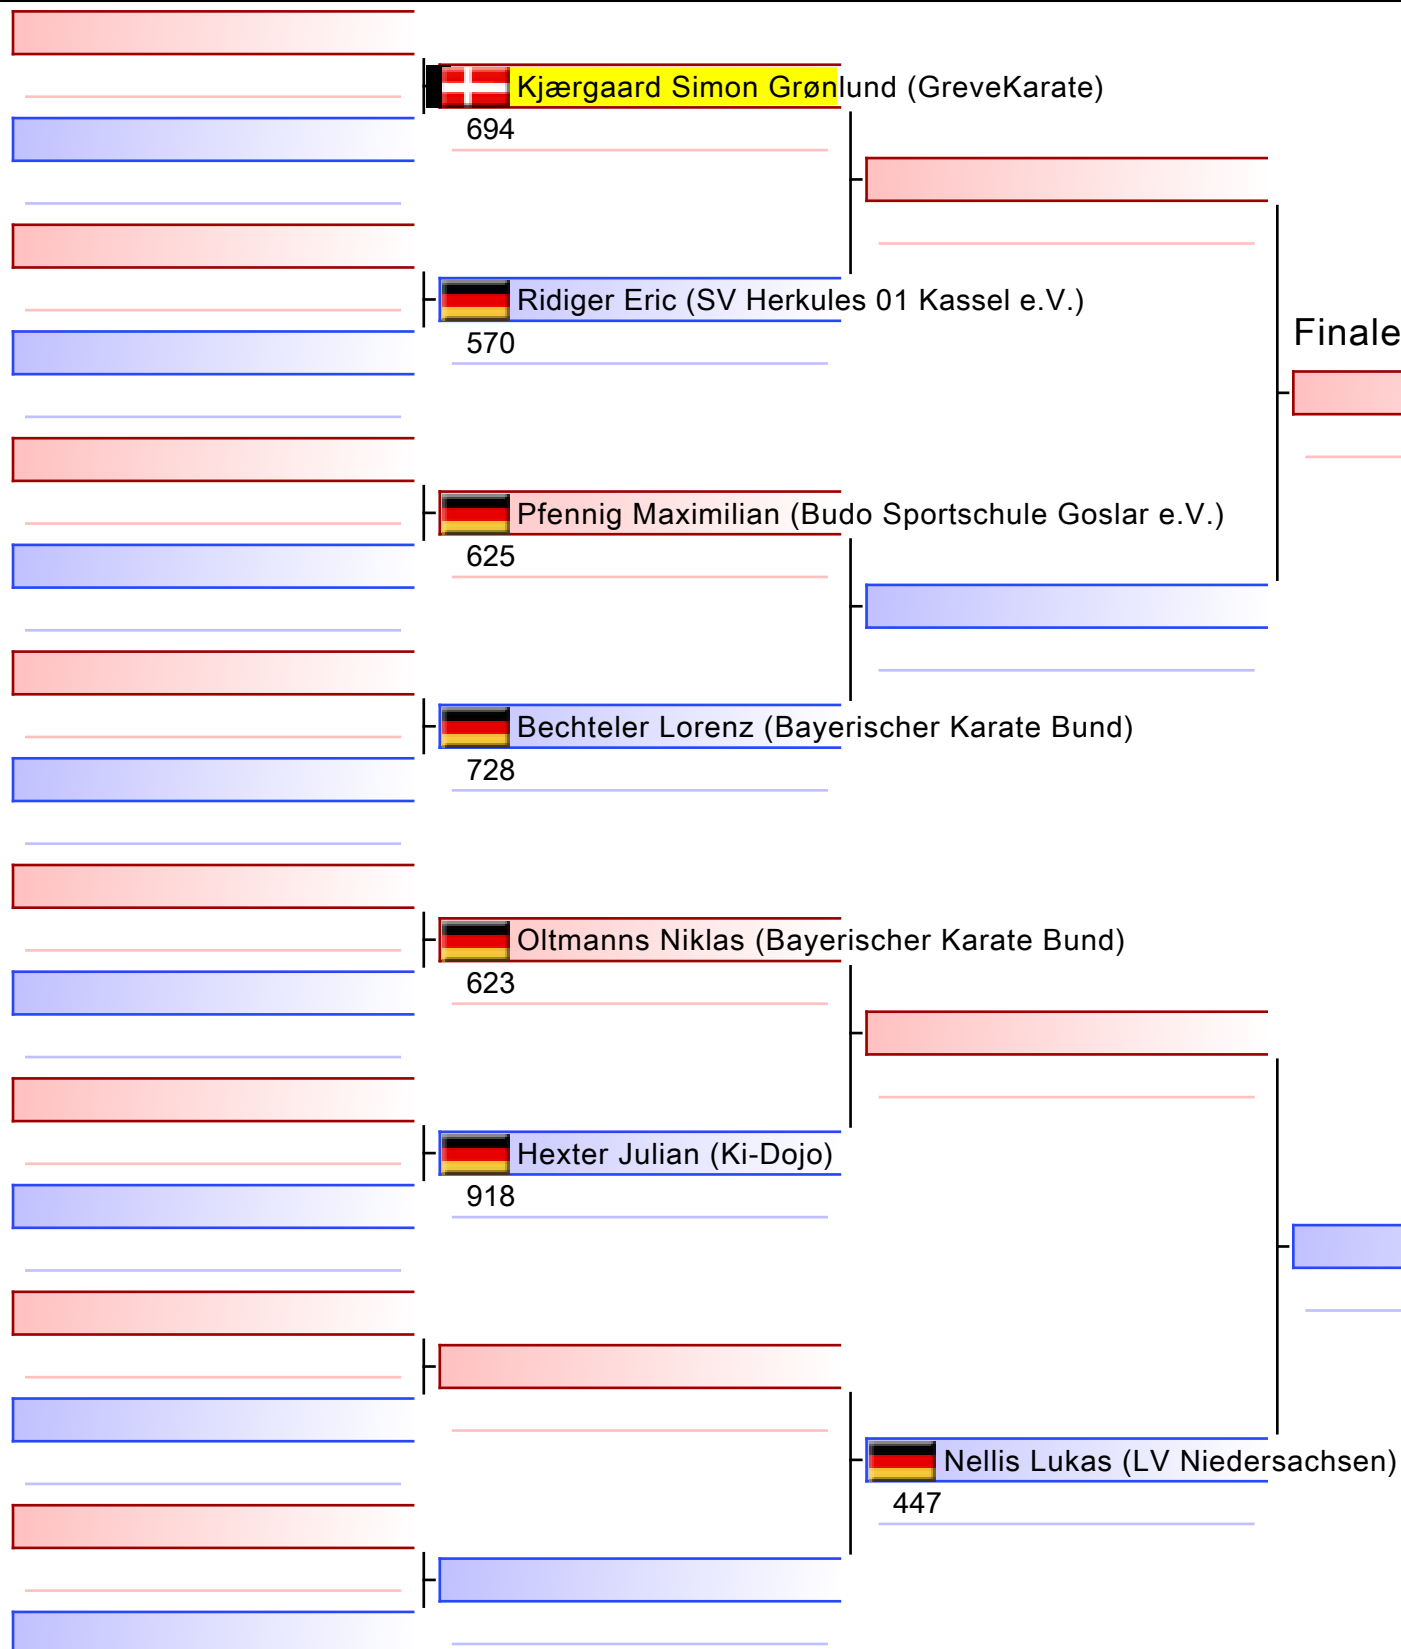 Kjærgaard Simon Grønlund (GreveKarate)
694
Ridiger Eric (SV Herkules 01 Kassel e.V.)
570
Finale
Pfennig Maximilian (Budo Sportschule Goslar e.V.)
625
Bechteler Lorenz (Bayerischer Karate Bund)
728
Oltmanns Niklas (Bayerischer Karate Bund)
623
Hexter Julian (Ki-Dojo)
918
Nellis Lukas (LV Niedersachsen)
447